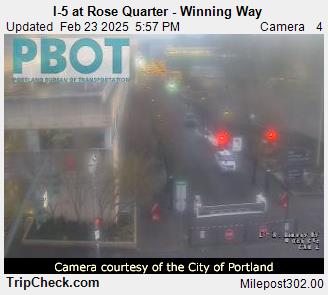 I-5 at Rose Quarter - Winning Way
Updated Feb 23 2025 5:57 PM Camera 4
PBOT
PORTLAND BUREAU OF TRANSPORTATION
Camera courtesy of the City of Portland
TripCheck.com Milepost302.00